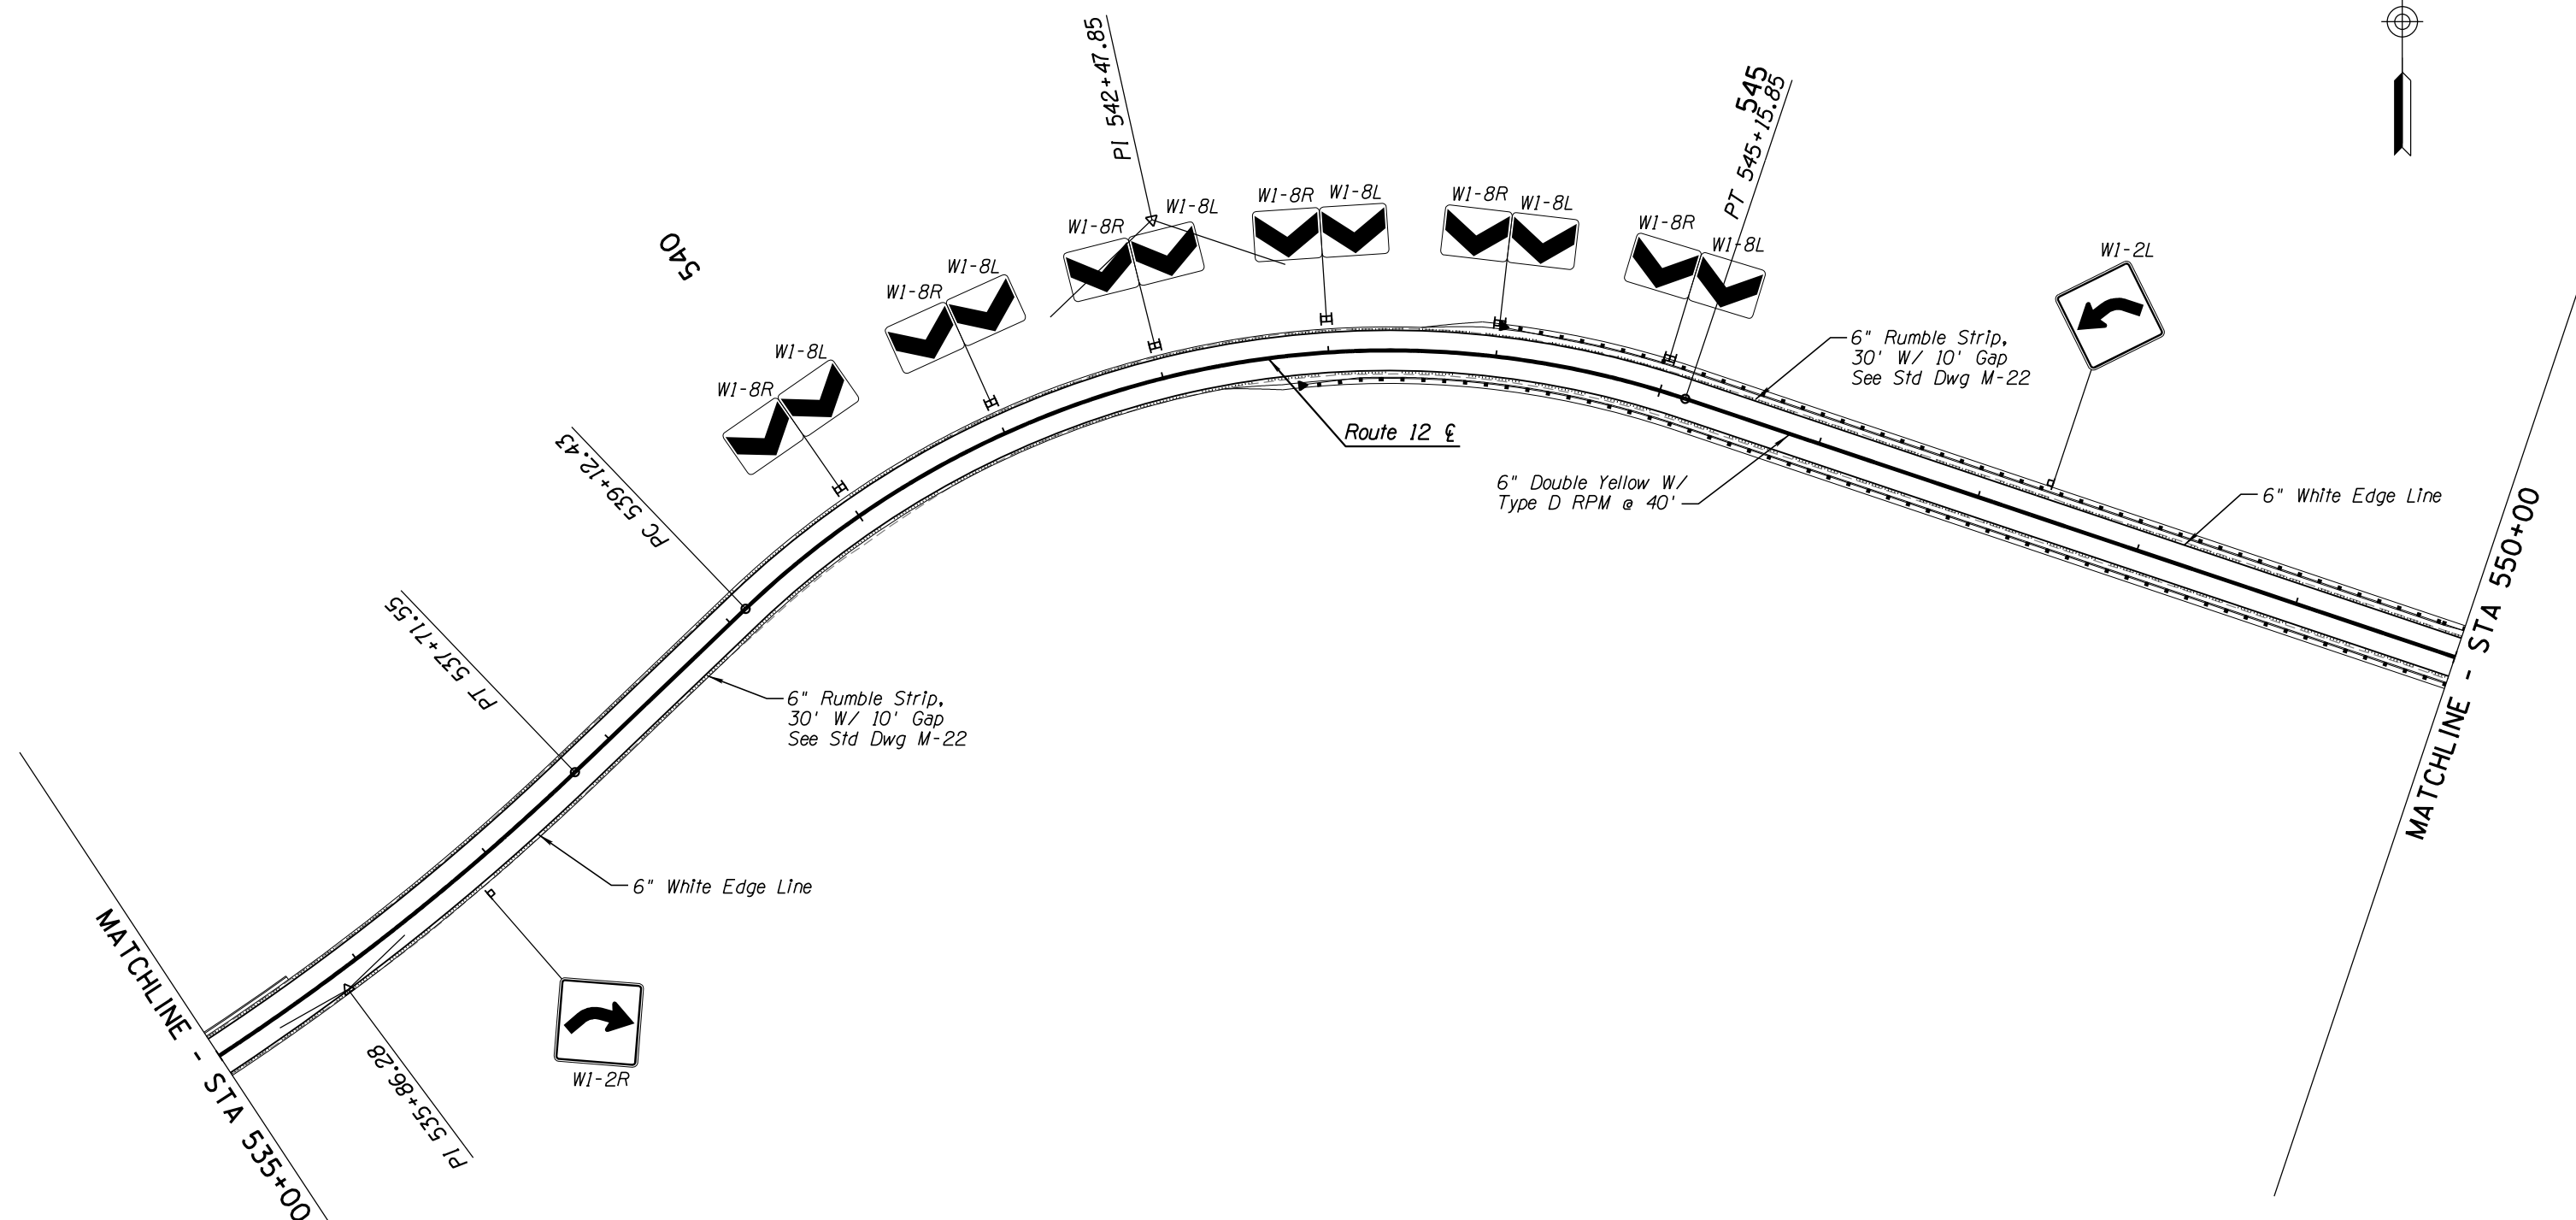 PI 542+47.85
545
PT 545+15.85
540
W1-8R
W1-8L
W1-8R
W1-8L
W1-8R
W1-8L
W1-8R
W1-8L
W1-8R
W1-8L
W1-8R
W1-8L
W1-2L
6" Rumble Strip,
30' W/ 10' Gap
See Std Dwg M-22
PC 539+12.43
Route 12 ℄
6" Double Yellow W/
Type D RPM @ 40'
6" White Edge Line
MATCHLINE - STA 550+00
PT 537+71.55
6" Rumble Strip,
30' W/ 10' Gap
See Std Dwg M-22
6" White Edge Line
MATCHLINE - STA 535+00
PI 535+86.28
W1-2R